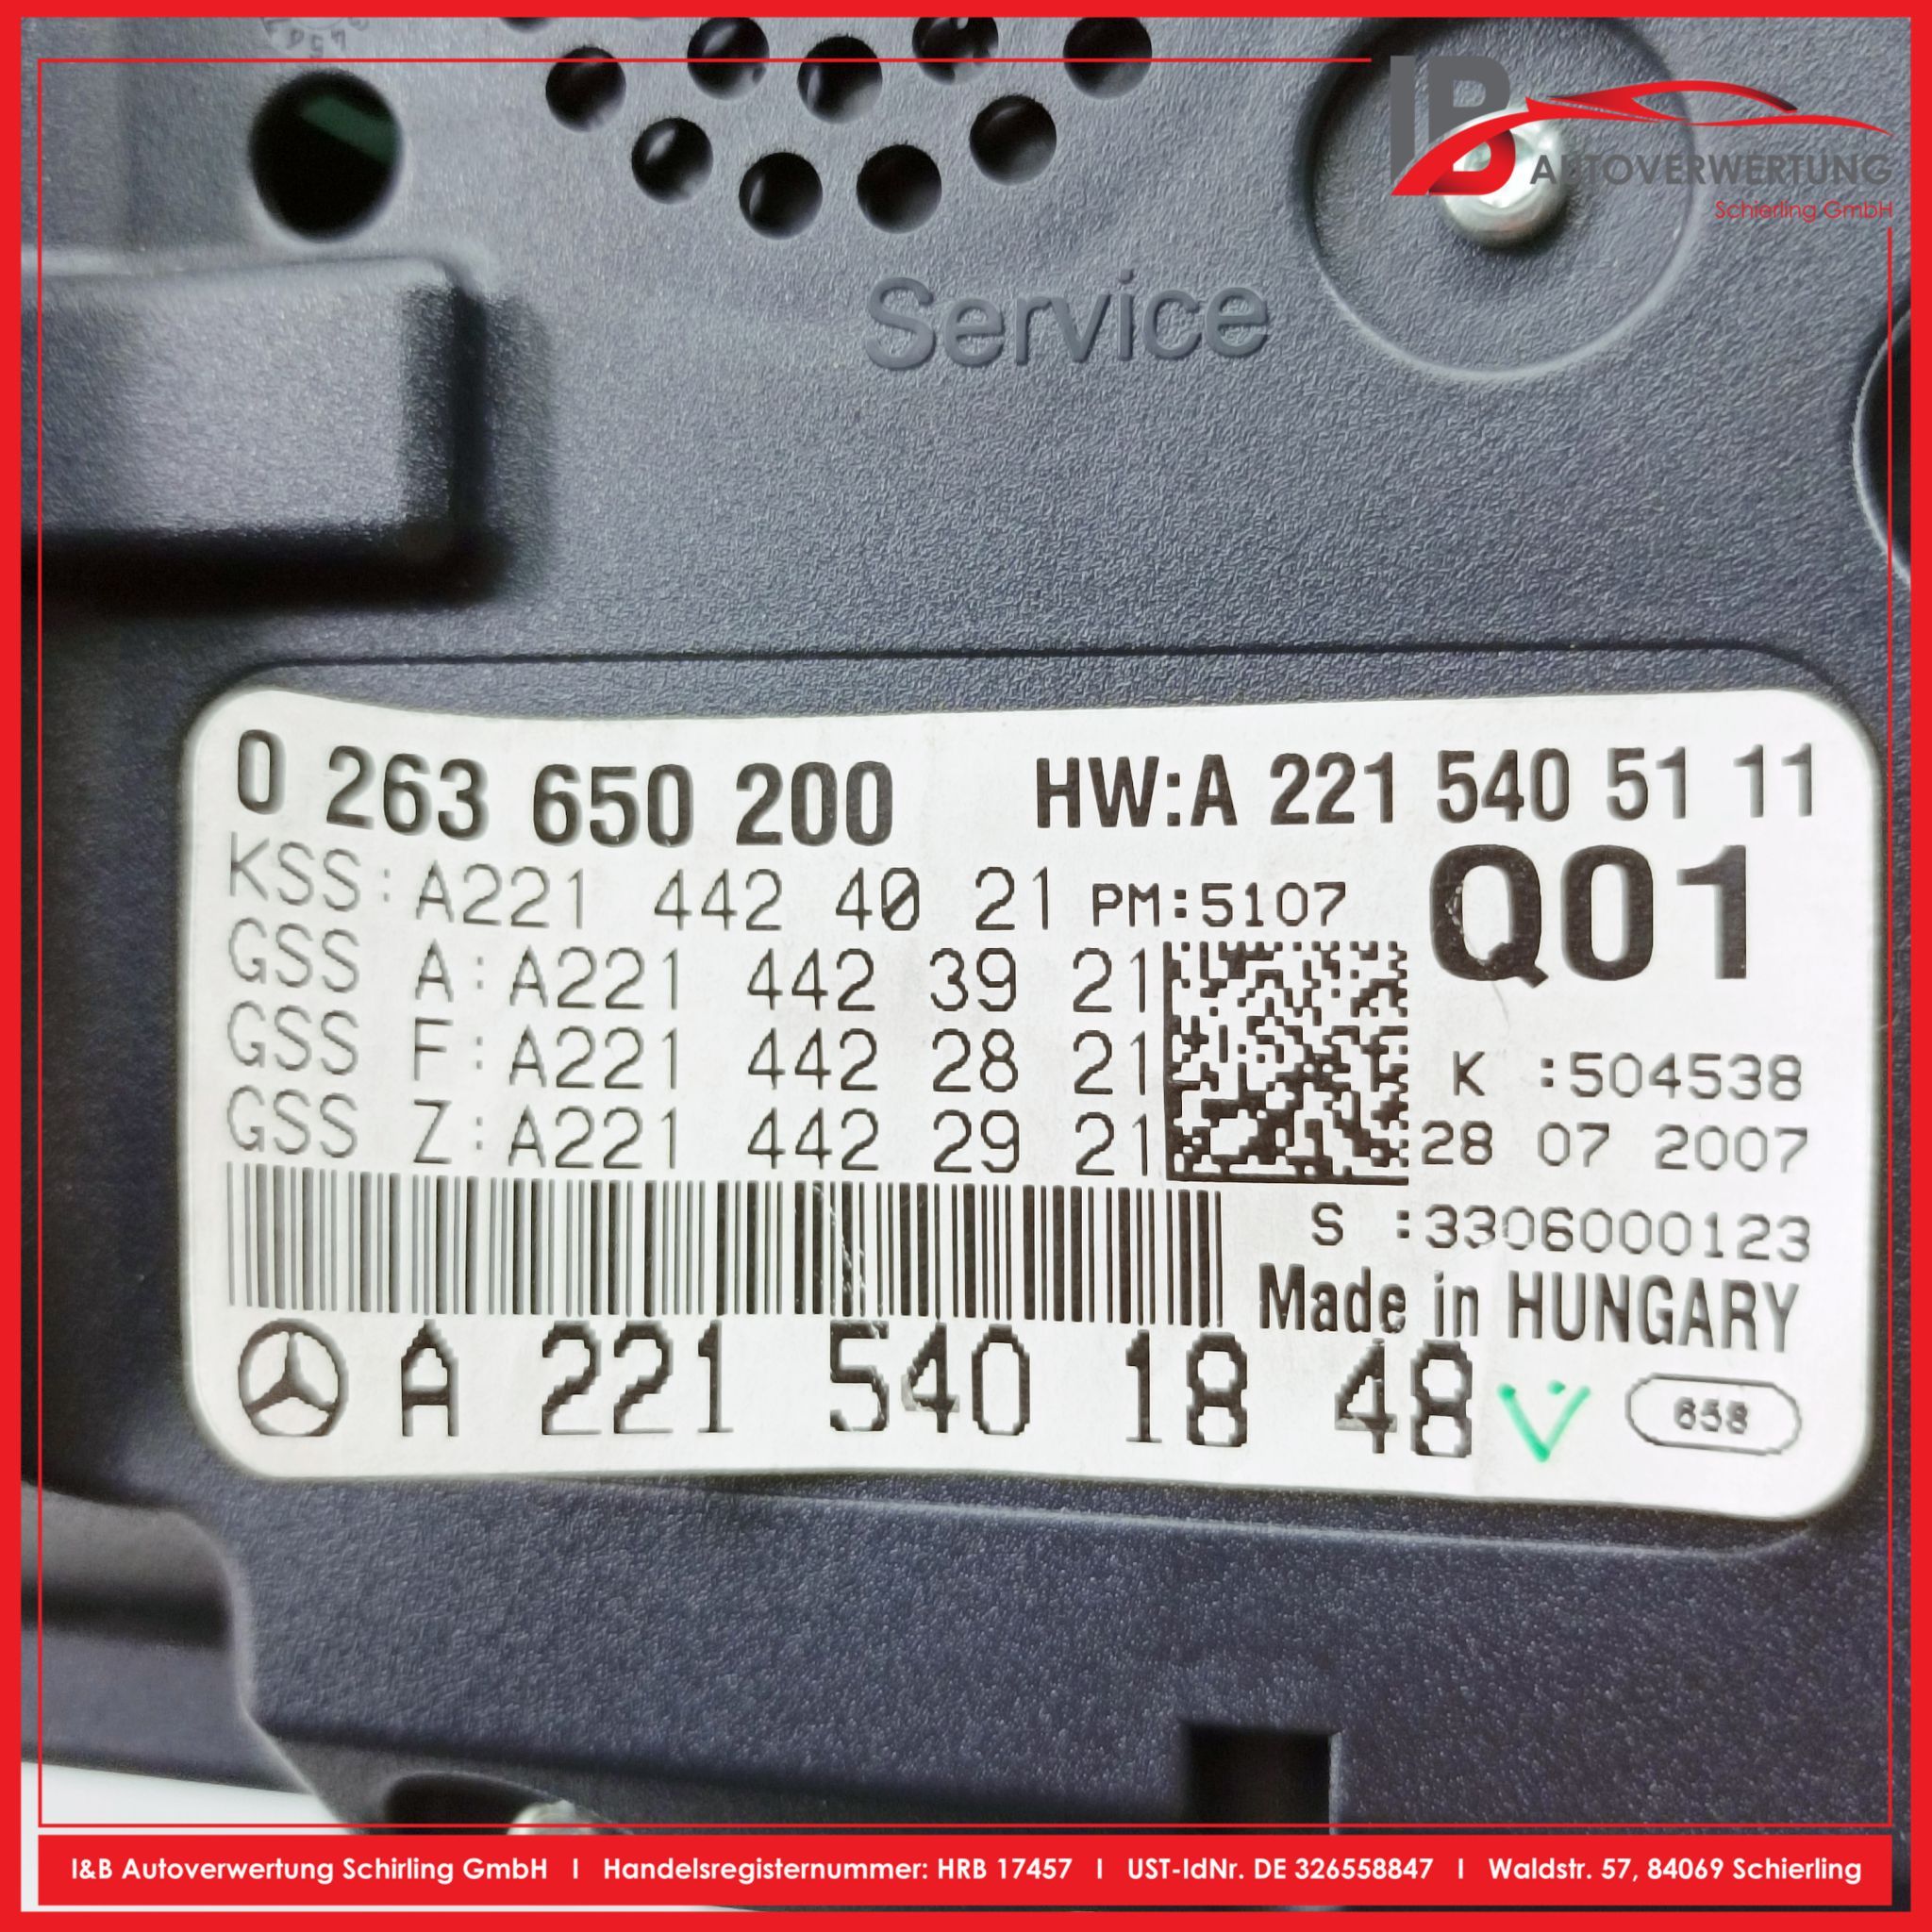 IB
AUTOVERWERTUNG
Schierling GmbH
Service
0 263 650 200 HW:A 221 540 51 11
KSS:A221 442 40 21 PM:5107 Q01
GSS A:A221 442 39 21
GSS F:A221 442 28 21 K :504538
GSS Z:A221 442 29 21 28 07 2007
S :3306000123
Made in HUNGARY
A 221 540 18 48 658
I&B Autoverwertung Schirling GmbH I Handelsregisternummer: HRB 17457 I UST-IdNr. DE 326558847 I Waldstr. 57, 84069 Schierling